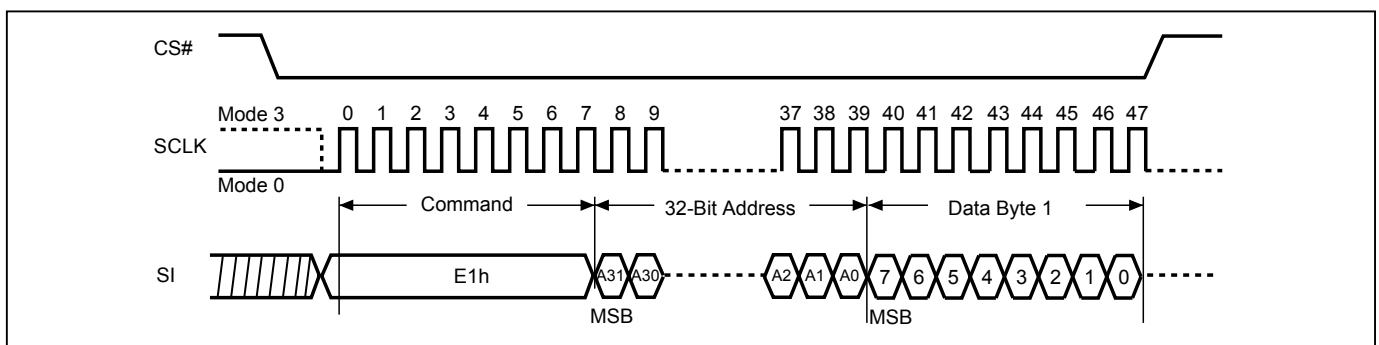 CS#
Mode 3 0 1 2 3 4 5 6 7 8 9 37 38 39 40 41 42 43 44 45 46 47
SCLK
Mode 0
Command 32-Bit Address Data Byte 1
SI E1h A31 A30 A2 A1 A0 7 6 5 4 3 2 1 0
MSB MSB